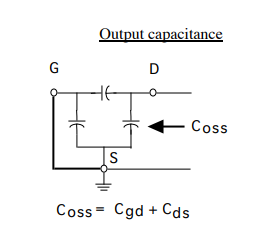 Output capacitance
G D
Coss
S
Coss = Cgd + Cds